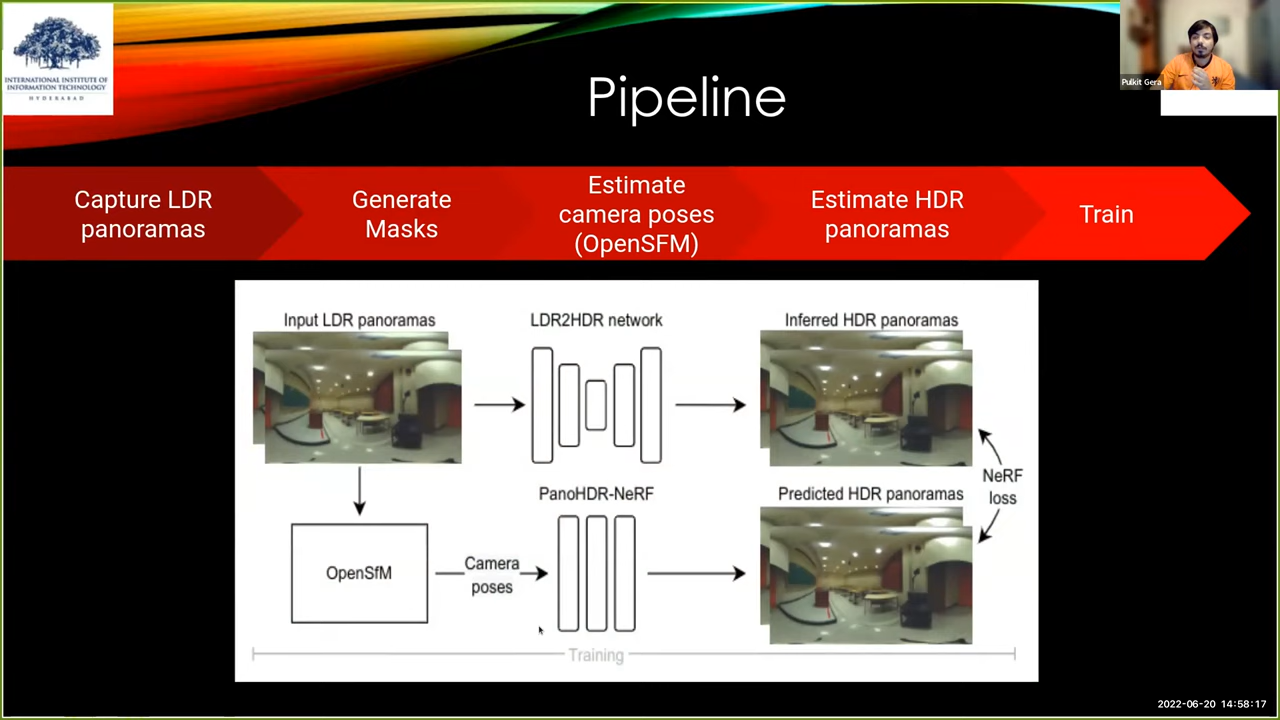 INTERNATIONAL INSTITUTE OF
INFORMATION TECHNOLOGY
HYDERABAD
Pulkit Gera
Pipeline
Capture LDR
panoramas
Generate
Masks
Estimate
camera poses
(OpenSFM)
Estimate HDR
panoramas
Train
Input LDR panoramas
LDR2HDR network
Inferred HDR panoramas
NeRF
loss
PanoHDR-NeRF
Predicted HDR panoramas
OpenSfM
Camera
poses
Training
2022-06-20 14:58:17